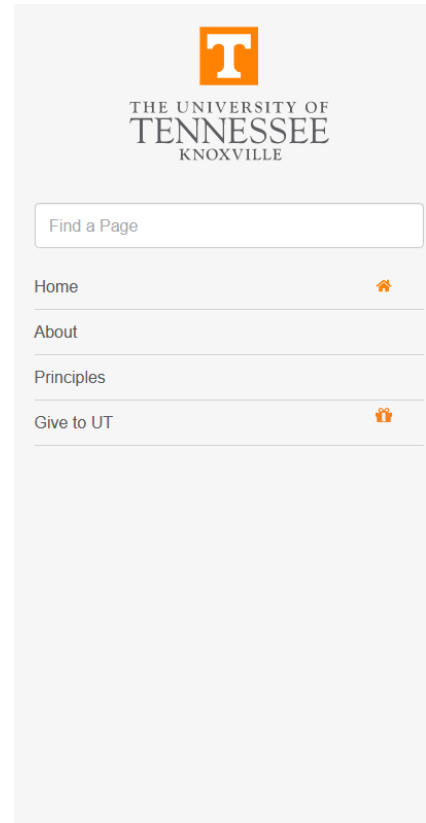 T
THE UNIVERSITY OF
TENNESSEE
KNOXVILLE
Find a Page
Home
About
Principles
Give to UT